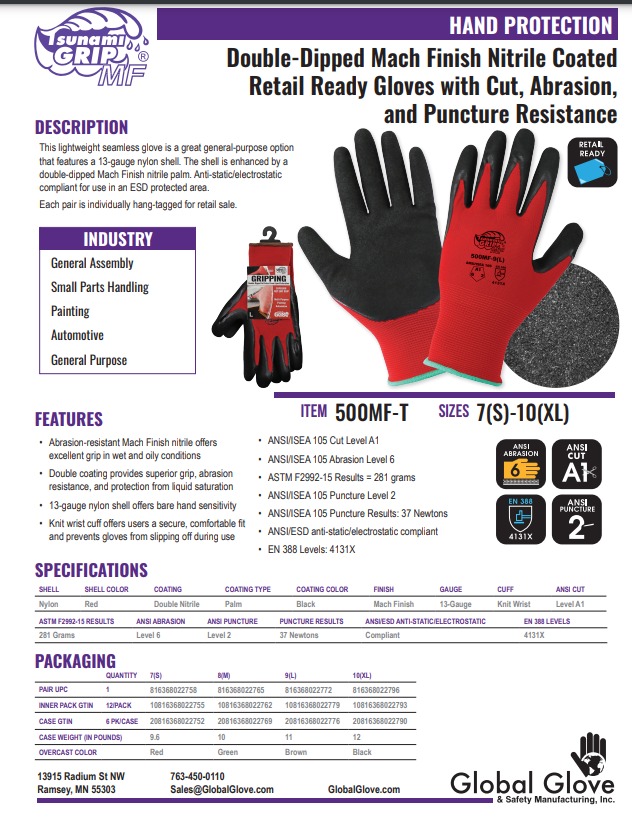 Tsunami
GRIP®
MF
HAND PROTECTION
Double-Dipped Mach Finish Nitrile Coated
Retail Ready Gloves with Cut, Abrasion,
and Puncture Resistance
DESCRIPTION
This lightweight seamless glove is a great general-purpose option
that features a 13-gauge nylon shell. The shell is enhanced by a
double-dipped Mach Finish nitrile palm. Anti-static/electrostatic
compliant for use in an ESD protected area.
Each pair is individually hang-tagged for retail sale.
RETAIL
READY
INDUSTRY
General Assembly
Small Parts Handling
Painting
Automotive
General Purpose
GRIPPING
L
500MF-9(L)
ITEM 500MF-T SIZES 7(S)-10(XL)
FEATURES
• Abrasion-resistant Mach Finish nitrile offers
excellent grip in wet and oily conditions
• Double coating provides superior grip, abrasion
resistance, and protection from liquid saturation
• 13-gauge nylon shell offers bare hand sensitivity
• Knit wrist cuff offers users a secure, comfortable fit
and prevents gloves from slipping off during use
• ANSI/ISEA 105 Cut Level A1
• ANSI/ISEA 105 Abrasion Level 6
• ASTM F2992-15 Results = 281 grams
• ANSI/ISEA 105 Puncture Level 2
• ANSI/ISEA 105 Puncture Results: 37 Newtons
• ANSI/ESD anti-static/electrostatic compliant
• EN 388 Levels: 4131X
ANSI
ABRASION
6
ANSI
CUT
A1
EN 388
4131X
ANSI
PUNCTURE
2
SPECIFICATIONS
SHELL SHELL COLOR COATING COATING TYPE COATING COLOR FINISH GAUGE CUFF ANSI CUT
Nylon Red Double Nitrile Palm Black Mach Finish 13-Gauge Knit Wrist Level A1
ASTM F2992-15 RESULTS ANSI ABRASION ANSI PUNCTURE PUNCTURE RESULTS ANSI/ESD ANTI-STATIC/ELECTROSTATIC EN 388 LEVELS
281 Grams Level 6 Level 2 37 Newtons Compliant 4131X
PACKAGING
QUANTITY 7(S) 8(M) 9(L) 10(XL)
PAIR UPC 1 816368022758 816368022765 816368022772 816368022796
INNER PACK GTIN 12/PACK 10816368022755 10816368022762 10816368022779 10816368022793
CASE GTIN 6 PK/CASE 20816368022752 20816368022769 20816368022776 20816368022790
CASE WEIGHT (IN POUNDS) 9.6 10 11 12
OVERCAST COLOR Red Green Brown Black
13915 Radium St NW 763-450-0110
Ramsey, MN 55303 Sales@GlobalGlove.com GlobalGlove.com
Global Glove
& Safety Manufacturing, Inc.